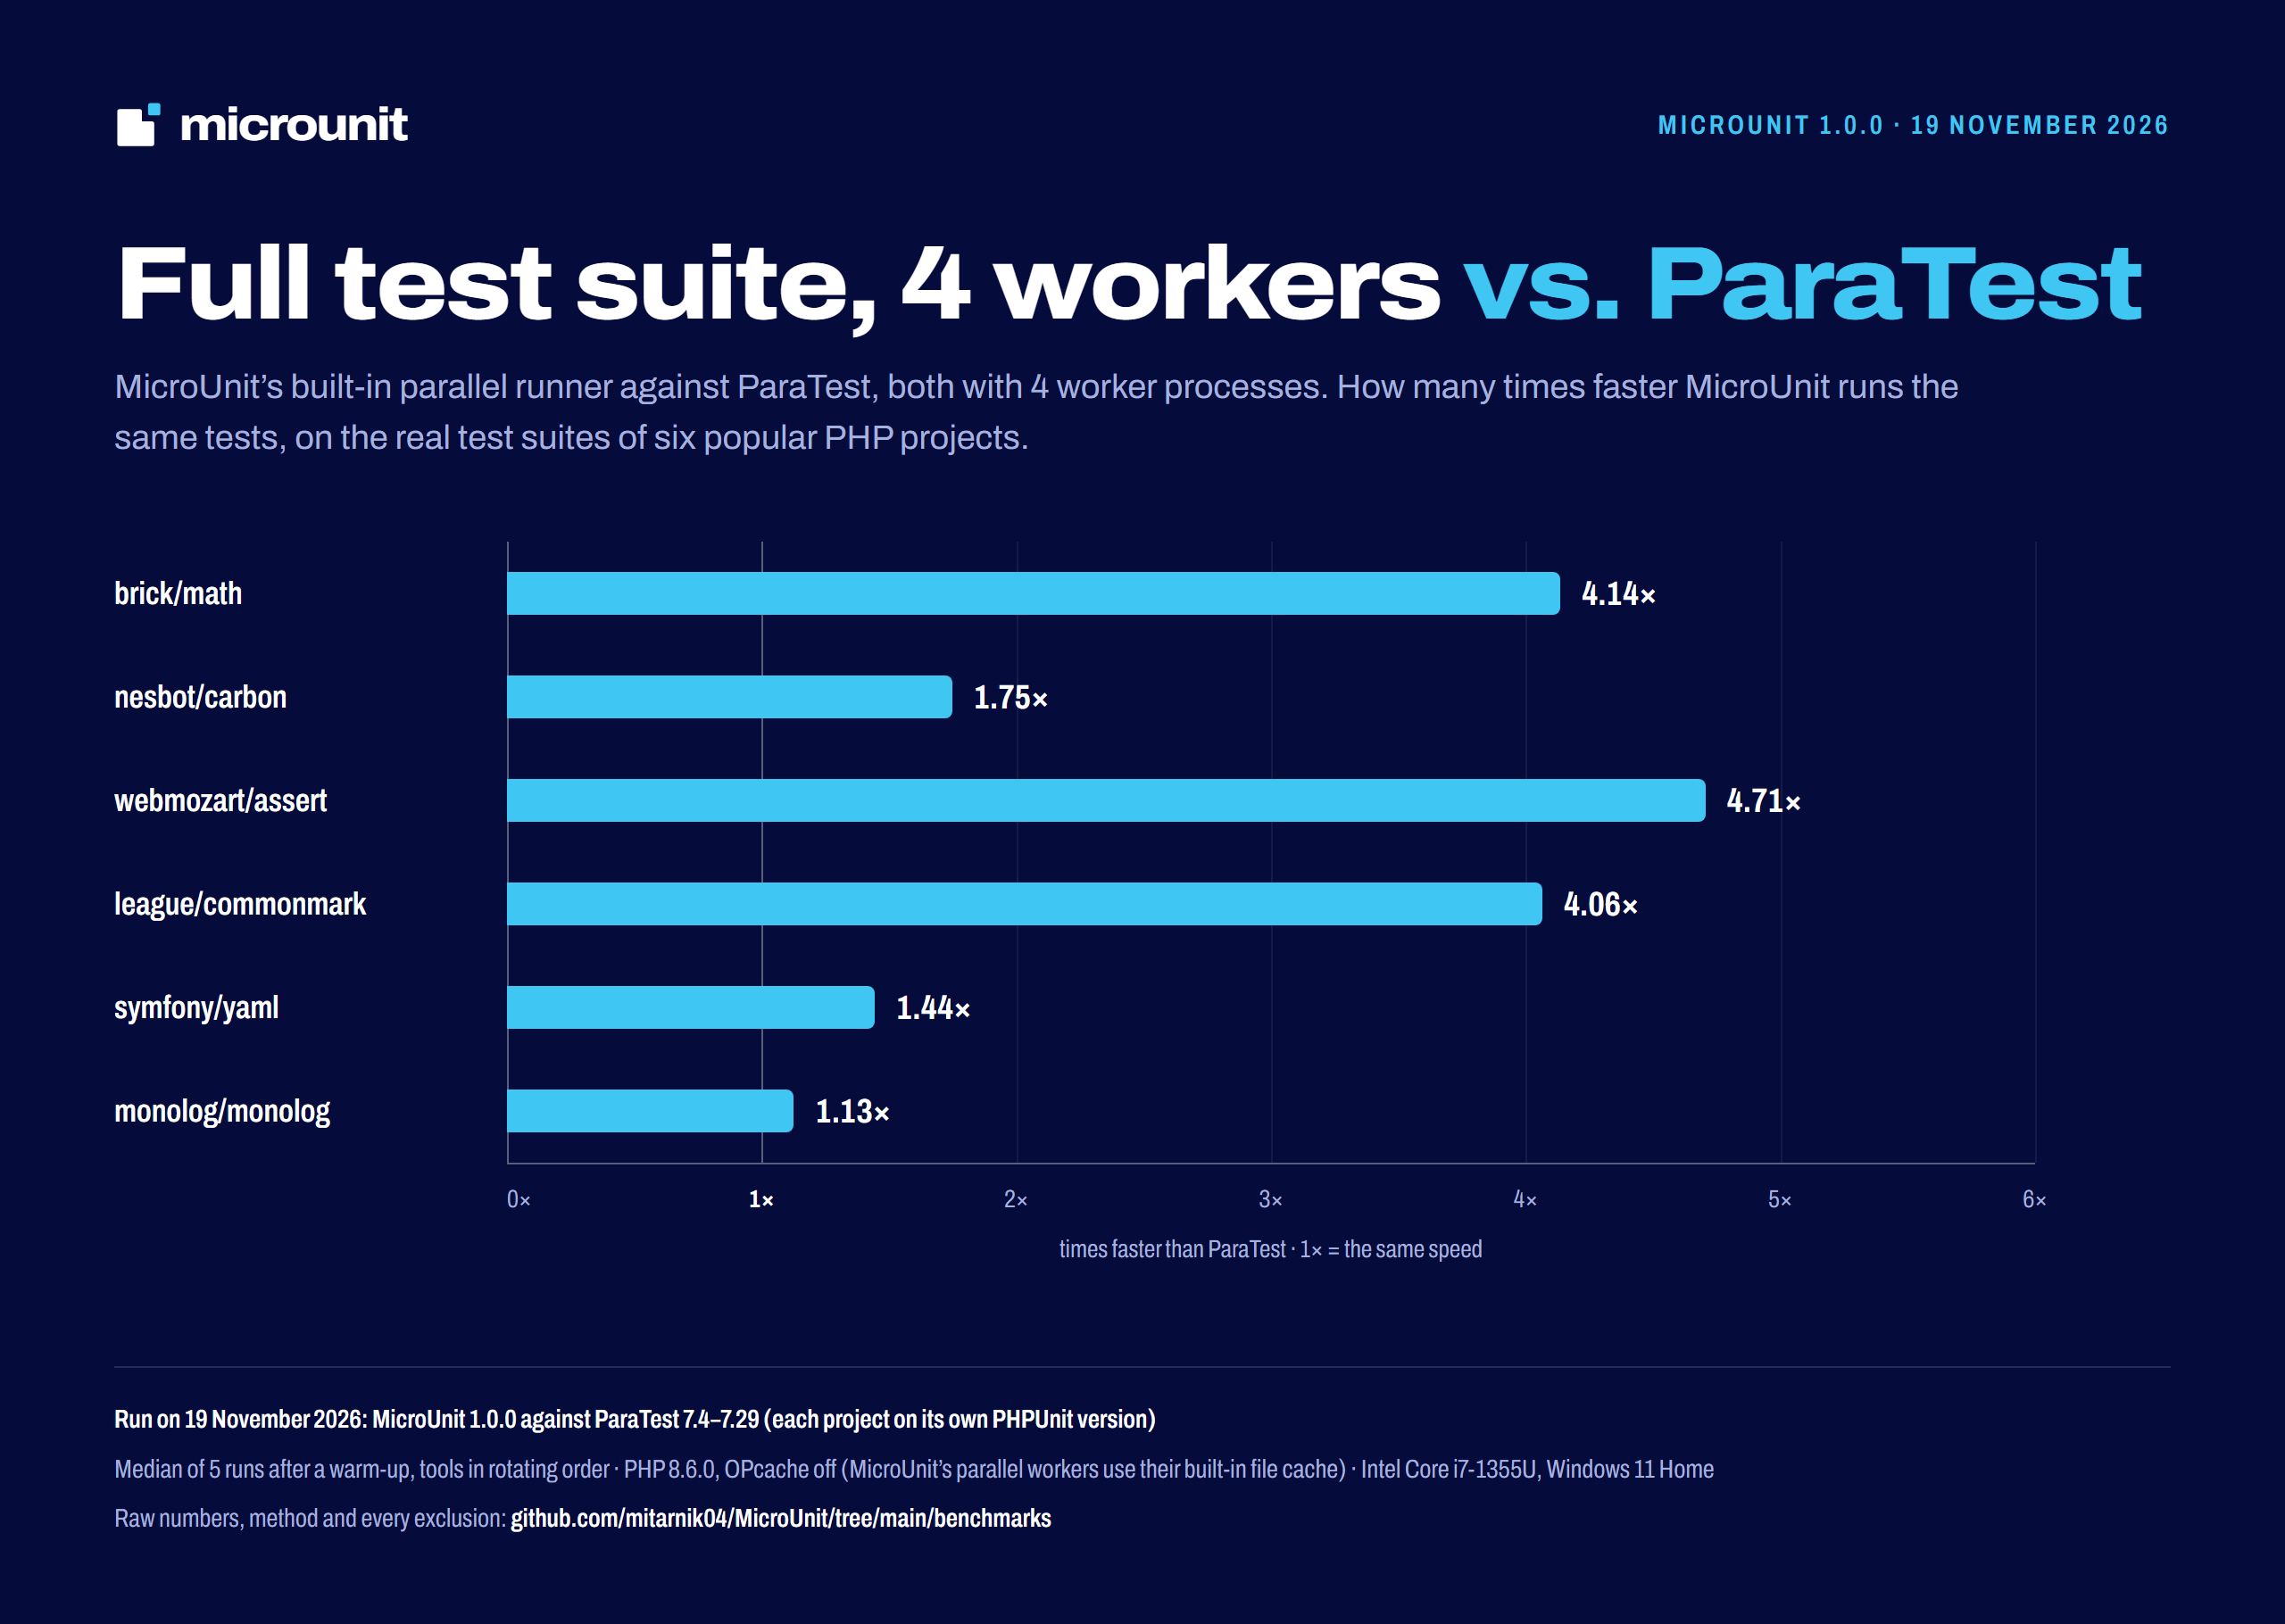 microunit
MICROUNIT 1.0.0 · 19 NOVEMBER 2026
Full test suite, 4 workers vs. ParaTest
MicroUnit’s built-in parallel runner against ParaTest, both with 4 worker processes. How many times faster MicroUnit runs the
same tests, on the real test suites of six popular PHP projects.
brick/math 4.14×
nesbot/carbon 1.75×
webmozart/assert 4.71×
league/commonmark 4.06×
symfony/yaml 1.44×
monolog/monolog 1.13×
0× 1× 2× 3× 4× 5× 6×
times faster than ParaTest · 1× = the same speed
Run on 19 November 2026: MicroUnit 1.0.0 against ParaTest 7.4–7.29 (each project on its own PHPUnit version)
Median of 5 runs after a warm-up, tools in rotating order · PHP 8.6.0, OPcache off (MicroUnit’s parallel workers use their built-in file cache) · Intel Core i7-1355U, Windows 11 Home
Raw numbers, method and every exclusion: github.com/mitarnik04/MicroUnit/tree/main/benchmarks